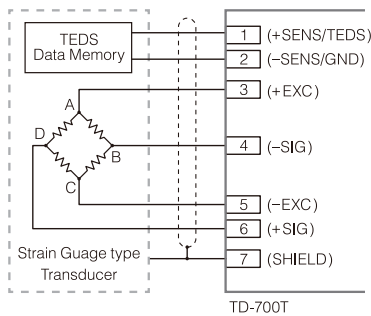 TEDS
Data Memory
A
D
B
C
Strain Guage type
Transducer
1 (+SENS/TEDS)
2 (–SENS/GND)
3 (+EXC)
4 (–SIG)
5 (–EXC)
6 (+SIG)
7 (SHIELD)
TD-700T